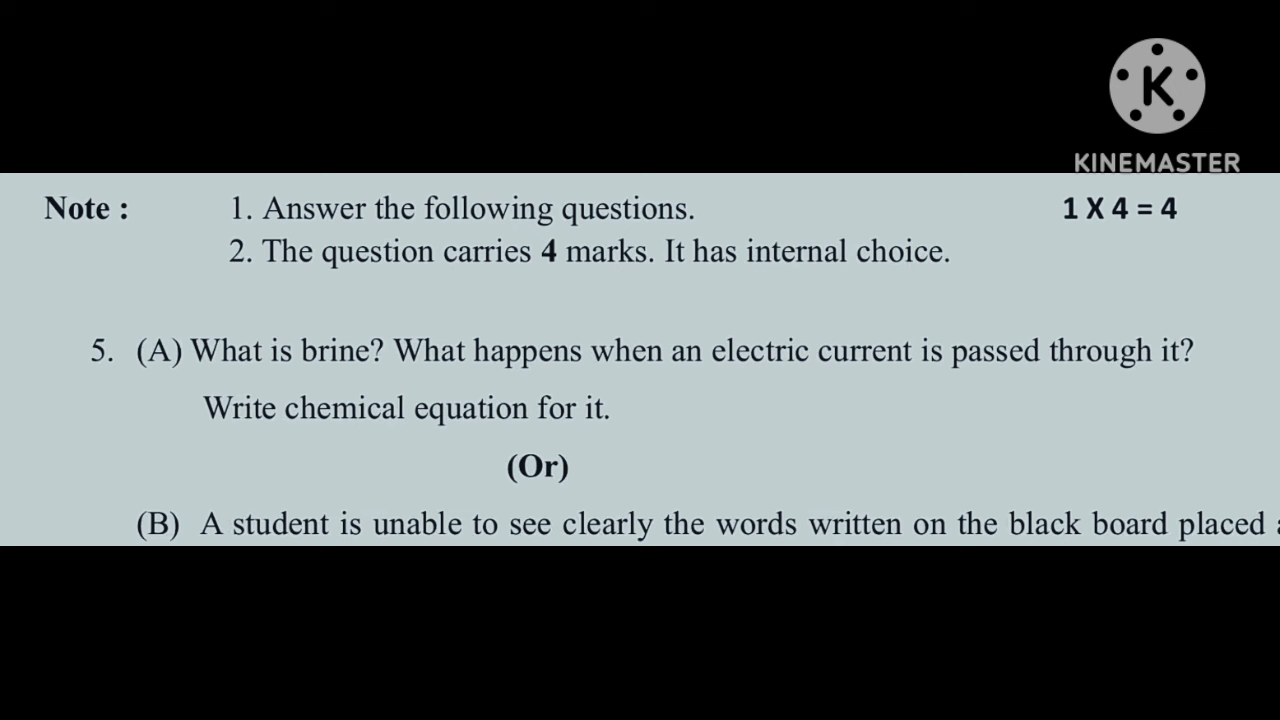 K
KINEMASTER
Note : 1. Answer the following questions. 1 X 4 = 4
2. The question carries 4 marks. It has internal choice.
5. (A) What is brine? What happens when an electric current is passed through it?
Write chemical equation for it.
(Or)
(B) A student is unable to see clearly the words written on the black board placed